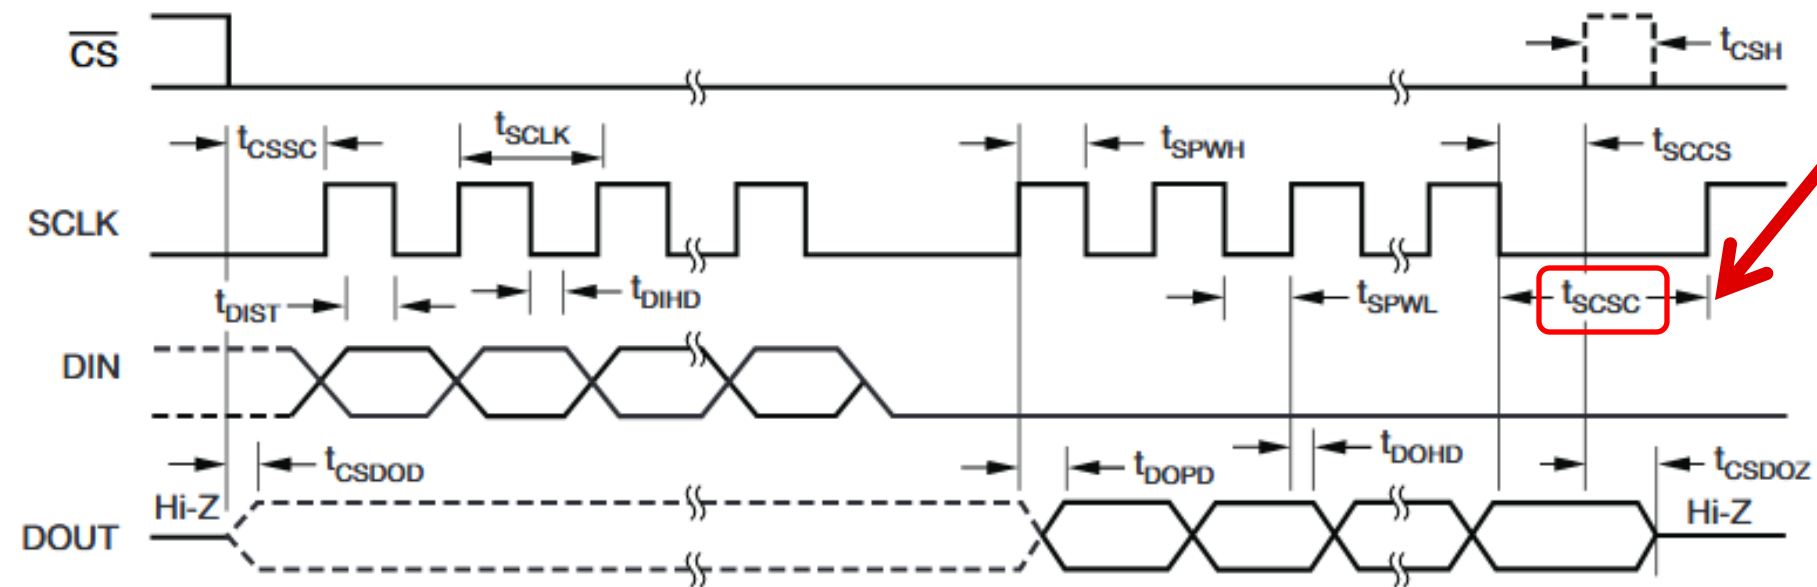 CS
tCSH
tCSSC
tSCLK
tSPWH
tSCCS
SCLK
tDIST
tDIHD
tSPWL
tSCSC
DIN
tCSDOD
tDOPD
tDOHD
tCSDOZ
Hi-Z
Hi-Z
DOUT